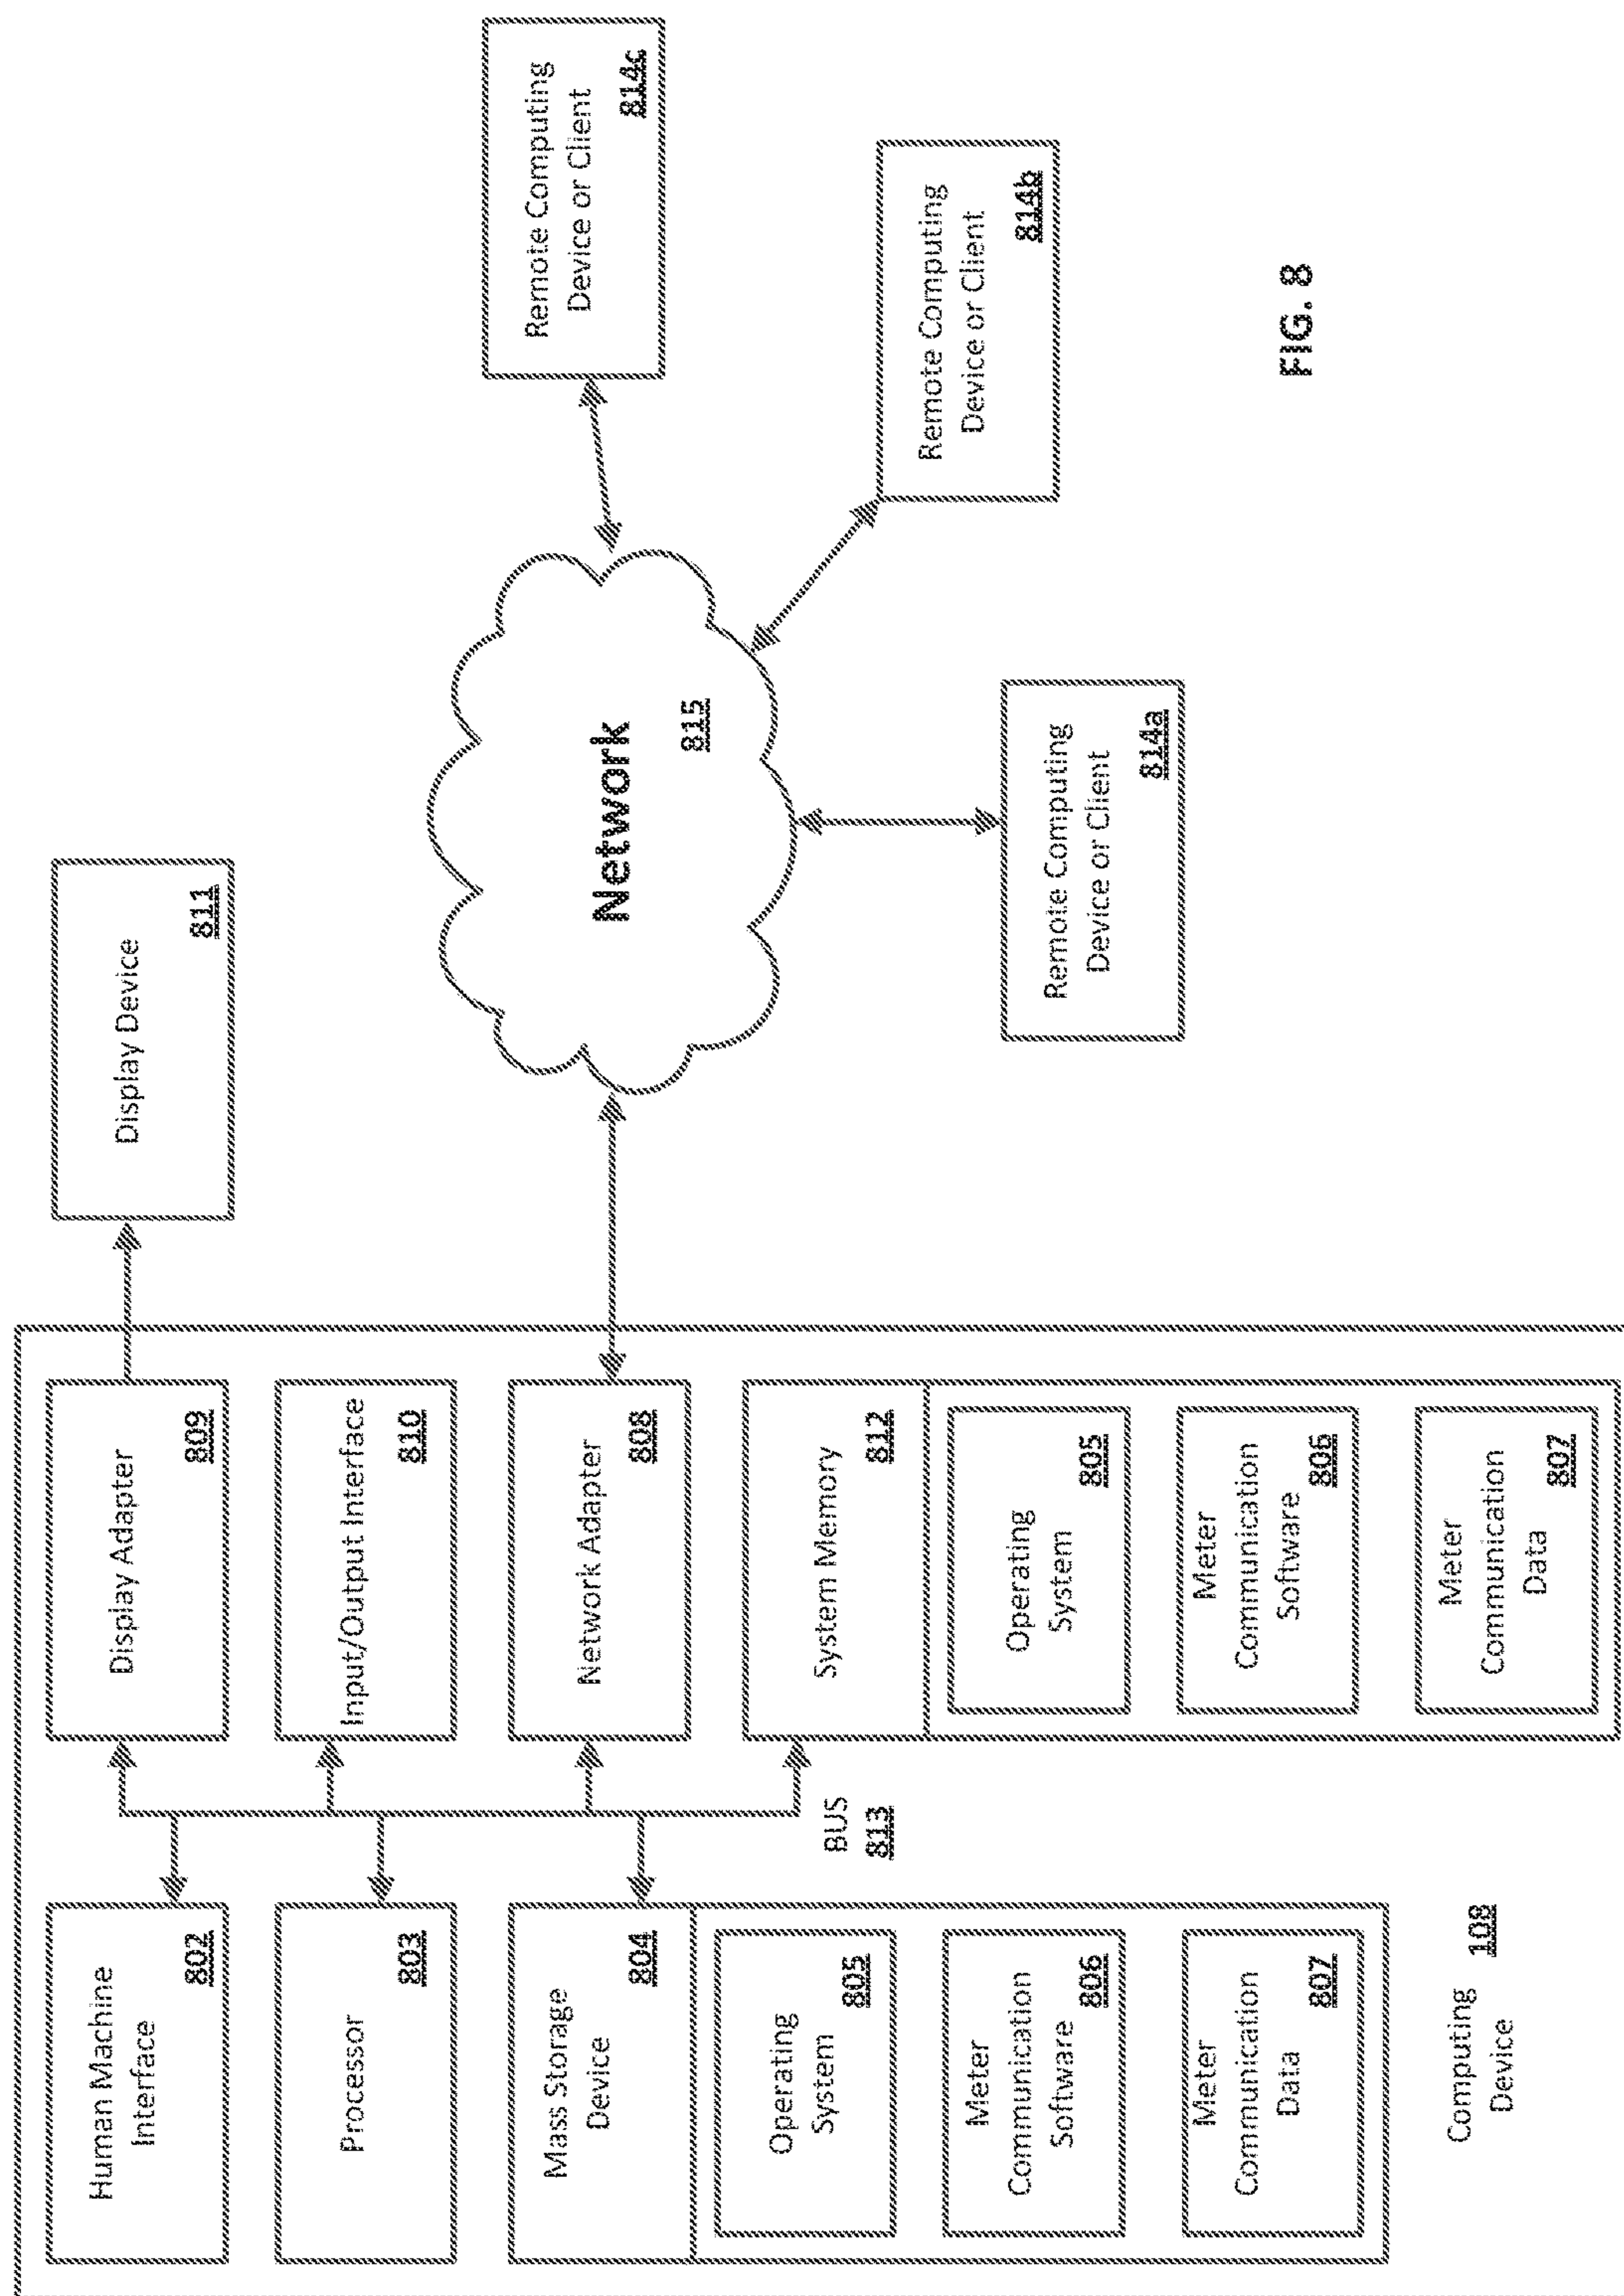 Human Machine
Interface
802
Processor
803
Mass Storage
Device
804
Operating
System
805
Meter
Communication
Software
806
Meter
Communication
Data
807
Computing
Device
108
BUS
813
Display Adapter
809
Input/Output Interface
810
Network Adapter
808
System Memory
812
Operating
System
805
Meter
Communication
Software
806
Meter
Communication
Data
807
Display Device
811
Network
815
Remote Computing
Device or Client
814a
Remote Computing
Device or Client
814b
Remote Computing
Device or Client
814c
FIG. 8